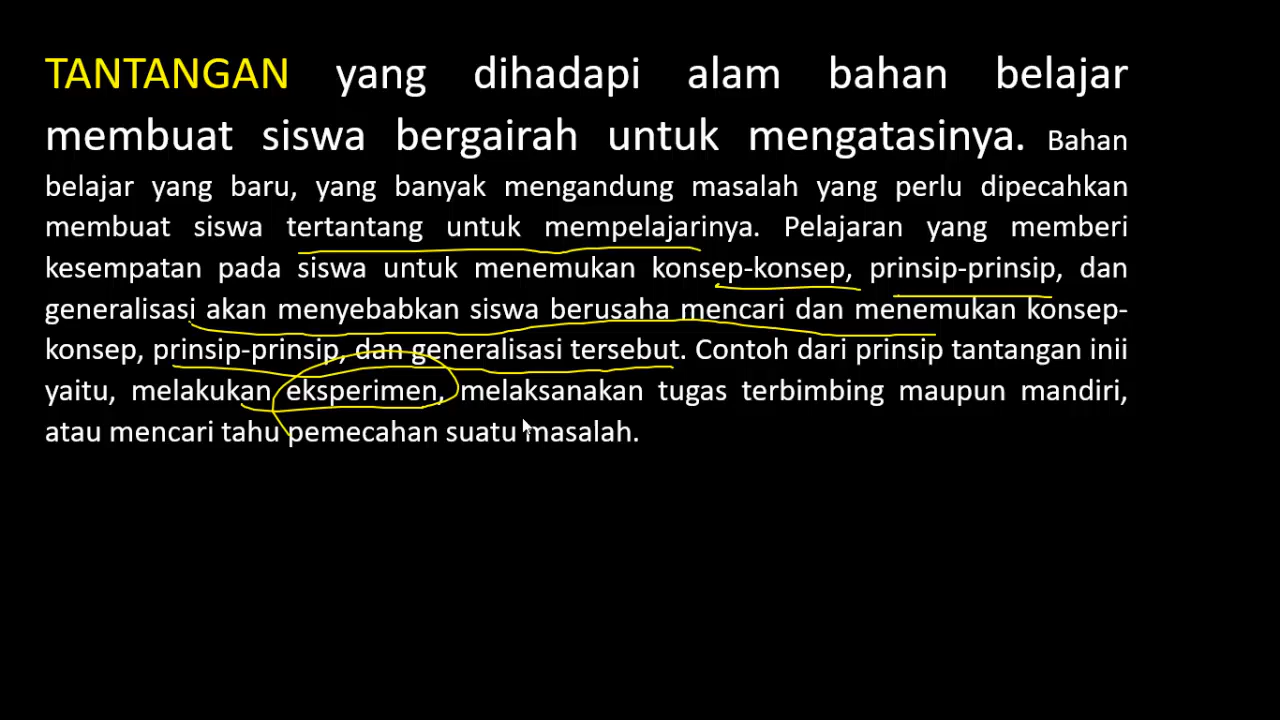 TANTANGAN yang dihadapi alam bahan belajar
membuat siswa bergairah untuk mengatasinya. Bahan
belajar yang baru, yang banyak mengandung masalah yang perlu dipecahkan
membuat siswa tertantang untuk mempelajarinya. Pelajaran yang memberi
kesempatan pada siswa untuk menemukan konsep-konsep, prinsip-prinsip, dan
generalisasi akan menyebabkan siswa berusaha mencari dan menemukan konsep-
konsep, prinsip-prinsip, dan generalisasi tersebut. Contoh dari prinsip tantangan inii
yaitu, melakukan eksperimen, melaksanakan tugas terbimbing maupun mandiri,
atau mencari tahu pemecahan suatu masalah.